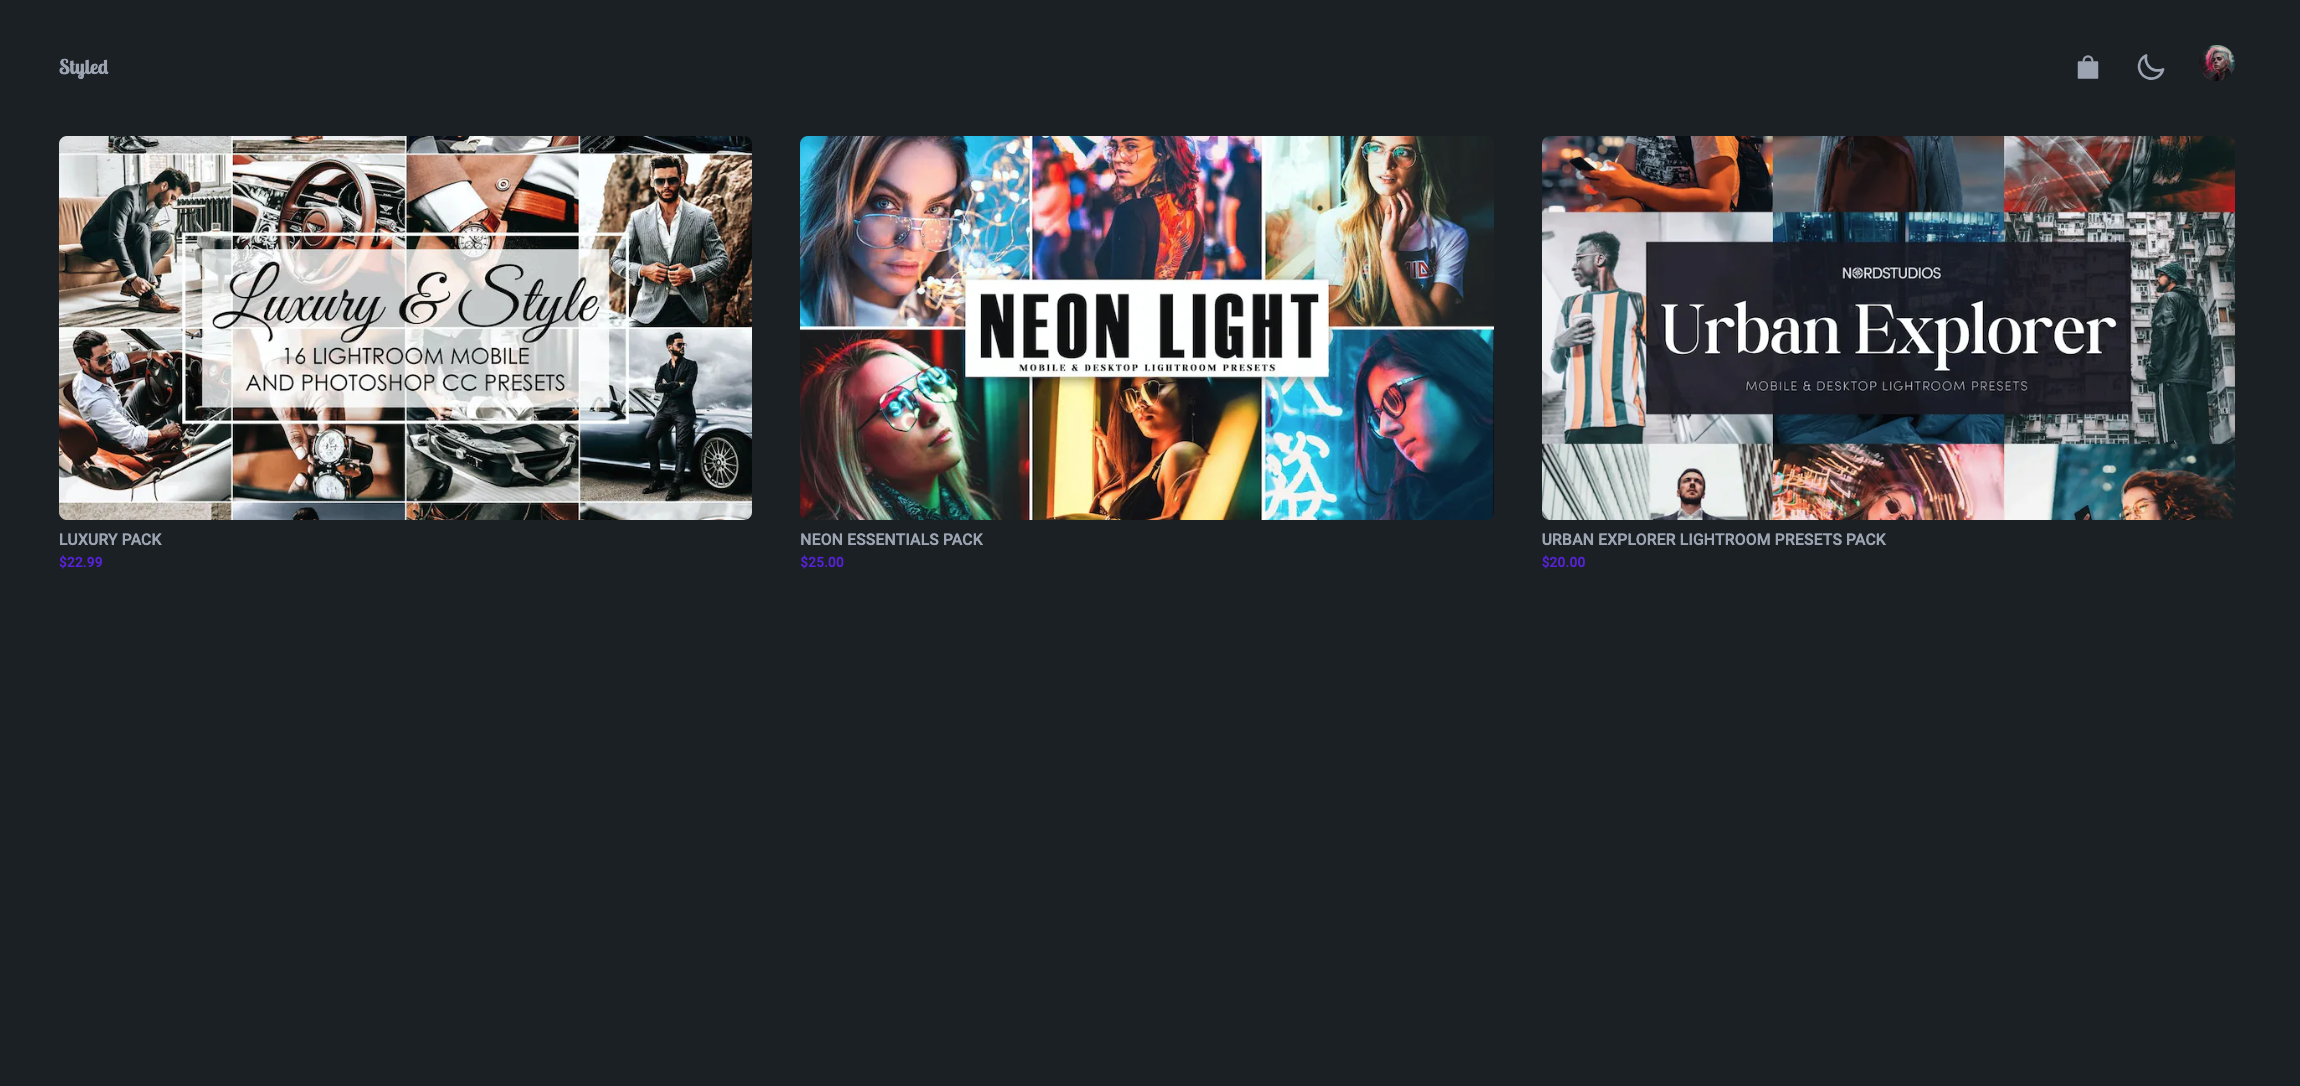 Styled
Luxury & Style
16 LIGHTROOM MOBILE
AND PHOTOSHOP CC PRESETS
NEON LIGHT
MOBILE & DESKTOP LIGHTROOM PRESETS
NORDSTUDIOS
Urban Explorer
MOBILE & DESKTOP LIGHTROOM PRESETS
LUXURY PACK
$22.99
NEON ESSENTIALS PACK
$25.00
URBAN EXPLORER LIGHTROOM PRESETS PACK
$20.00